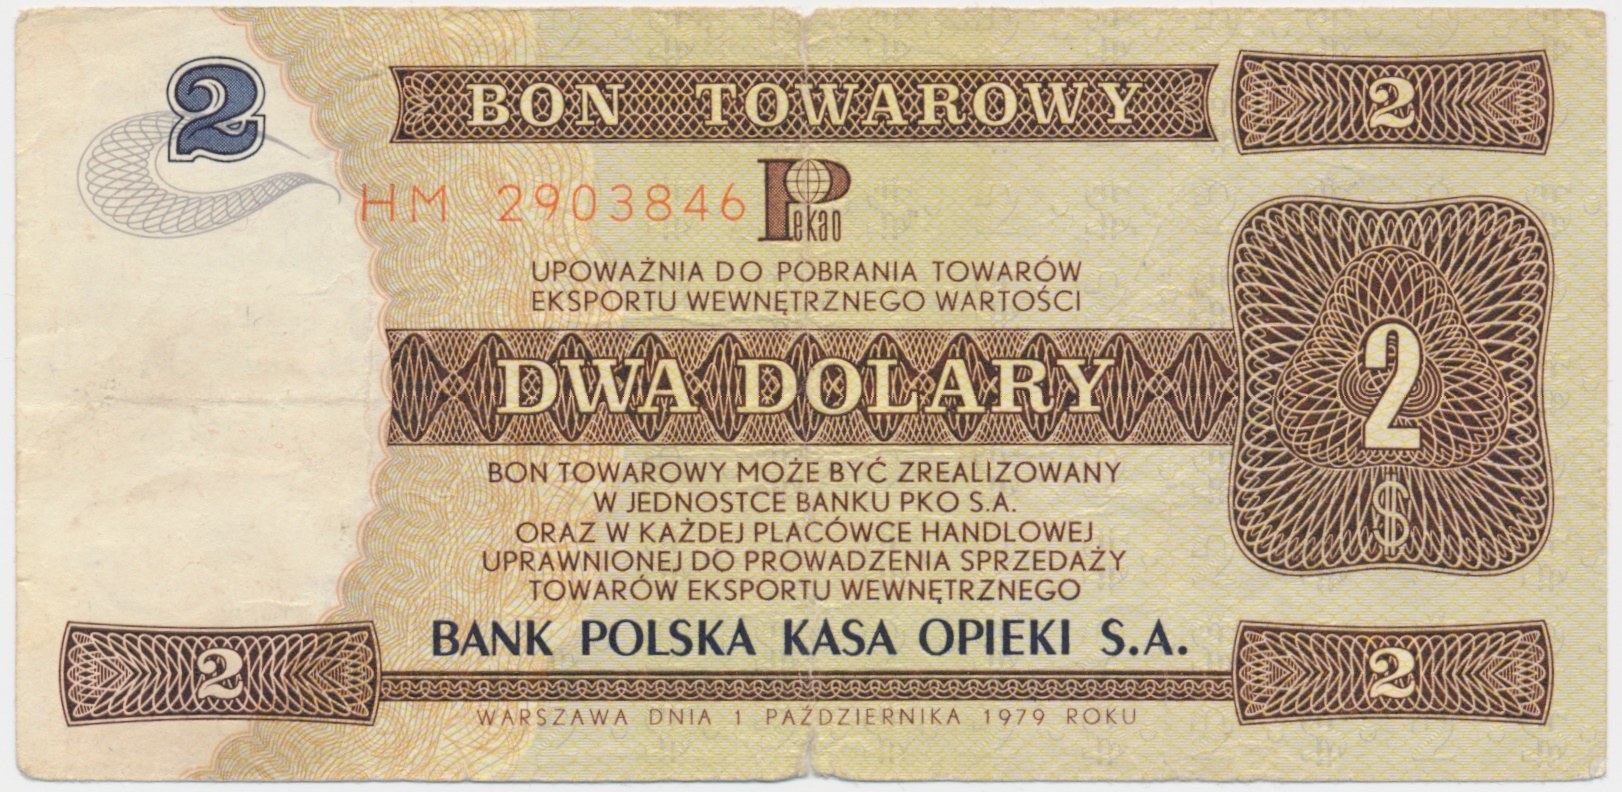 2
BON TOWAROWY
2
HM 2903846
Pekao
UPOWAŻNIA DO POBRANIA TOWARÓW
EKSPORTU WEWNĘTRZNEGO WARTOŚCI
DWA DOLARY
2
$
BON TOWAROWY MOŻE BYĆ ZREALIZOWANY
W JEDNOSTCE BANKU PKO S.A.
ORAZ W KAŻDEJ PLACÓWCE HANDLOWEJ
UPRAWNIONEJ DO PROWADZENIA SPRZEDAŻY
TOWARÓW EKSPORTU WEWNĘTRZNEGO
BANK POLSKA KASA OPIEKI S.A.
2
2
WARSZAWA DNIA 1 PAŹDZIERNIKA 1979 ROKU